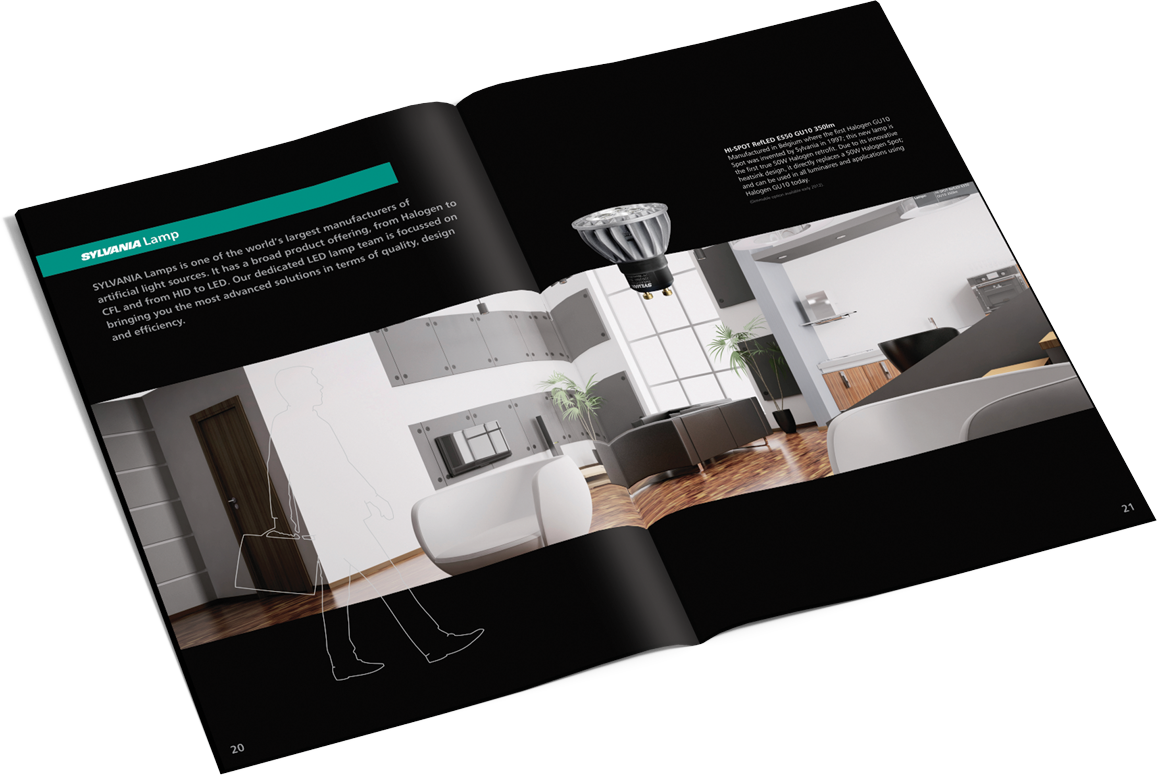 SYLVANIA Lamp
SYLVANIA Lamps is one of the world's largest manufacturers of
artificial light sources. It has a broad product offering, from Halogen to
CFL and from HID to LED. Our dedicated LED lamp team is focussed on
bringing you the most advanced solutions in terms of quality, design
and efficiency.
20
HI-SPOT RefLED ES50 GU10 350lm
Manufactured in Belgium where the first Halogen GU10
Spot was invented by Sylvania in 1997; this new lamp is
the first true 50W Halogen retrofit. Due to its innovative
heatsink design, it directly replaces a 50W Halogen Spot;
and can be used in all luminaires and applications using
Halogen GU10 today.
21